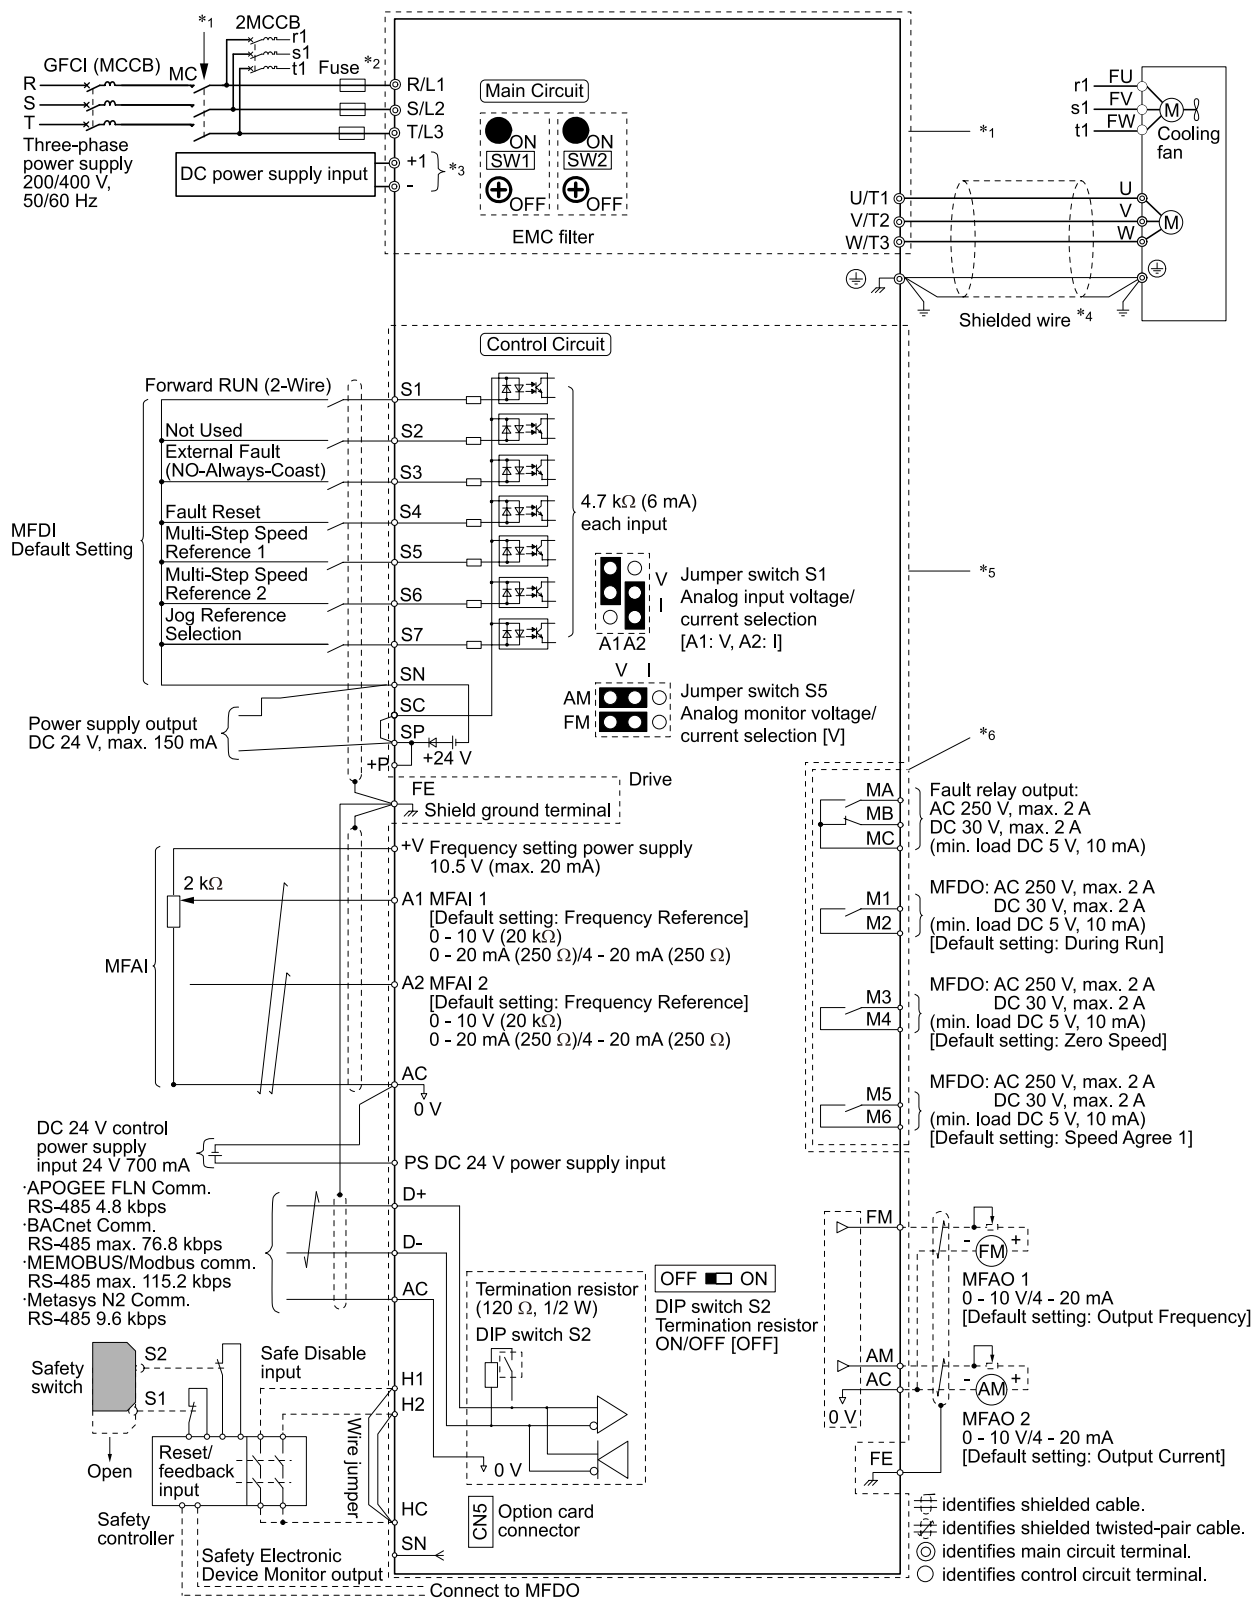 *1
2MCCB
r1
s1
t1
GFCI (MCCB)
MC
Fuse *2
R
S
T
R/L1
S/L2
T/L3
Three-phase
power supply
200/400 V,
50/60 Hz
DC power supply input
+1
-
*3
Main Circuit
ON
SW1
OFF
ON
SW2
OFF
EMC filter
*1
r1
FU
s1
FV
t1
FW
M
Cooling
fan
U/T1
V/T2
W/T3
U
V
W
M
Shielded wire *4
Control Circuit
Forward RUN (2-Wire)
S1
Not Used
S2
External Fault
(NO-Always-Coast)
S3
Fault Reset
S4
Multi-Step Speed
Reference 1
S5
Multi-Step Speed
Reference 2
S6
Jog Reference
Selection
S7
MFDI
Default Setting
4.7 kΩ (6 mA)
each input
V
I
A1 A2
Jumper switch S1
Analog input voltage/
current selection
[A1: V, A2: I]
V I
AM
FM
Jumper switch S5
Analog monitor voltage/
current selection [V]
*5
SN
SC
SP
+P
+24 V
Power supply output
DC 24 V, max. 150 mA
Drive
FE
Shield ground terminal
*6
MA
MB
MC
Fault relay output:
AC 250 V, max. 2 A
DC 30 V, max. 2 A
(min. load DC 5 V, 10 mA)
M1
M2
MFDO: AC 250 V, max. 2 A
DC 30 V, max. 2 A
(min. load DC 5 V, 10 mA)
[Default setting: During Run]
M3
M4
MFDO: AC 250 V, max. 2 A
DC 30 V, max. 2 A
(min. load DC 5 V, 10 mA)
[Default setting: Zero Speed]
M5
M6
MFDO: AC 250 V, max. 2 A
DC 30 V, max. 2 A
(min. load DC 5 V, 10 mA)
[Default setting: Speed Agree 1]
+V Frequency setting power supply
10.5 V (max. 20 mA)
2 kΩ
A1 MFAI 1
[Default setting: Frequency Reference]
0 - 10 V (20 kΩ)
0 - 20 mA (250 Ω)/4 - 20 mA (250 Ω)
MFAI
A2 MFAI 2
[Default setting: Frequency Reference]
0 - 10 V (20 kΩ)
0 - 20 mA (250 Ω)/4 - 20 mA (250 Ω)
AC
0 V
DC 24 V control
power supply
input 24 V 700 mA
PS DC 24 V power supply input
·APOGEE FLN Comm.
RS-485 4.8 kbps
·BACnet Comm.
RS-485 max. 76.8 kbps
·MEMOBUS/Modbus comm.
RS-485 max. 115.2 kbps
·Metasys N2 Comm.
RS-485 9.6 kbps
D+
D-
AC
Termination resistor
(120 Ω, 1/2 W)
DIP switch S2
0 V
OFF ON
DIP switch S2
Termination resistor
ON/OFF [OFF]
FM
- +
FM
MFAO 1
0 - 10 V/4 - 20 mA
[Default setting: Output Frequency]
AM
AC
0 V
- +
AM
MFAO 2
0 - 10 V/4 - 20 mA
[Default setting: Output Current]
FE
Safety
switch
S2
S1
Open
Safe Disable
input
H1
H2
Wire jumper
HC
SN
Reset/
feedback
input
Safety
controller
Safety Electronic
Device Monitor output
Connect to MFDO
CN5
Option card
connector
identifies shielded cable.
identifies shielded twisted-pair cable.
identifies main circuit terminal.
identifies control circuit terminal.